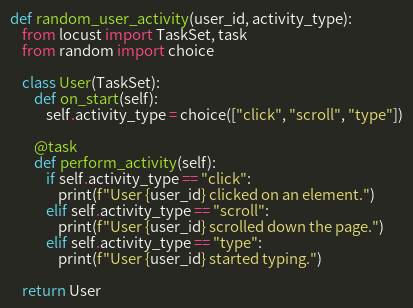 def random_user_activity(user_id, activity_type):
    from locust import TaskSet, task
    from random import choice

    class User(TaskSet):
        def on_start(self):
            self.activity_type = choice(["click", "scroll", "type"])

        @task
        def perform_activity(self):
            if self.activity_type == "click":
                print(f"User {user_id} clicked on an element.")
            elif self.activity_type == "scroll":
                print(f"User {user_id} scrolled down the page.")
            elif self.activity_type == "type":
                print(f"User {user_id} started typing.")

    return User